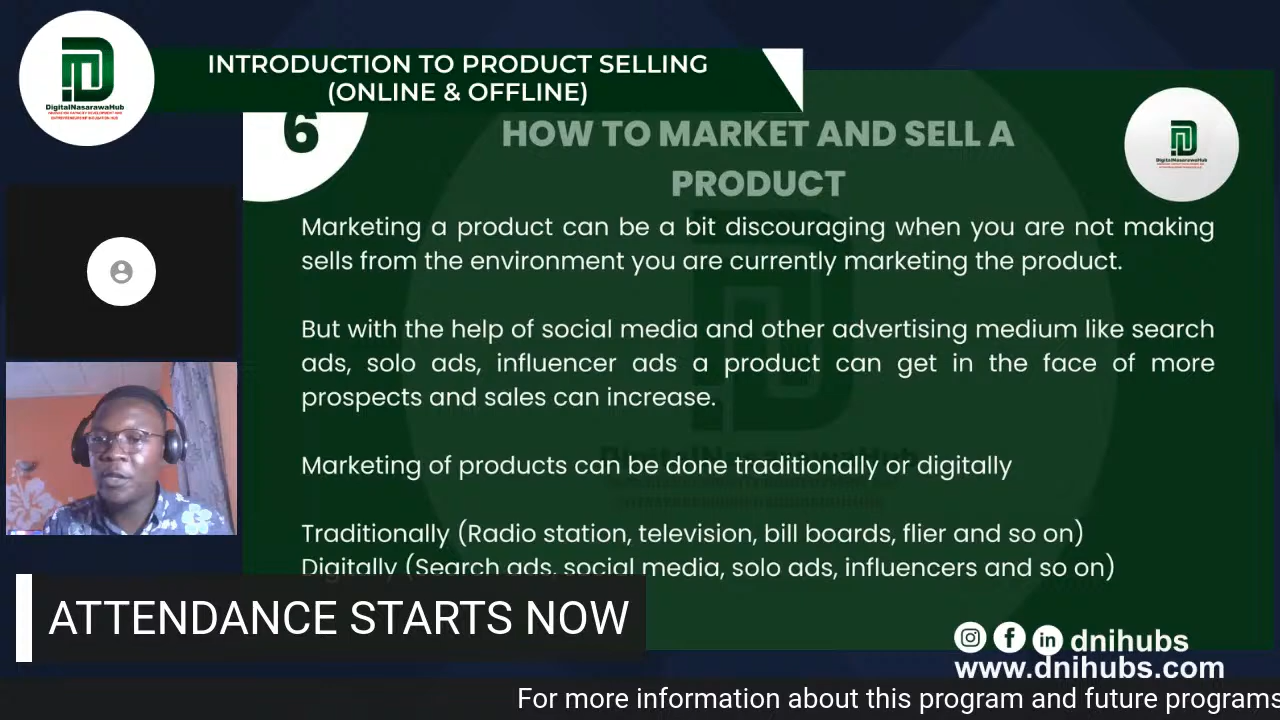 INTRODUCTION TO PRODUCT SELLING
(ONLINE & OFFLINE)
DigitalNasarawaHub
6
HOW TO MARKET AND SELL A
PRODUCT
DigitalNasarawaHub
Marketing a product can be a bit discouraging when you are not making
sells from the environment you are currently marketing the product.
But with the help of social media and other advertising medium like search
ads, solo ads, influencer ads a product can get in the face of more
prospects and sales can increase.
Marketing of products can be done traditionally or digitally
Traditionally (Radio station, television, bill boards, flier and so on)
Digitally (Search ads, social media, solo ads, influencers and so on)
ATTENDANCE STARTS NOW
dnihubs
www.dnihubs.com
For more information about this program and future programs